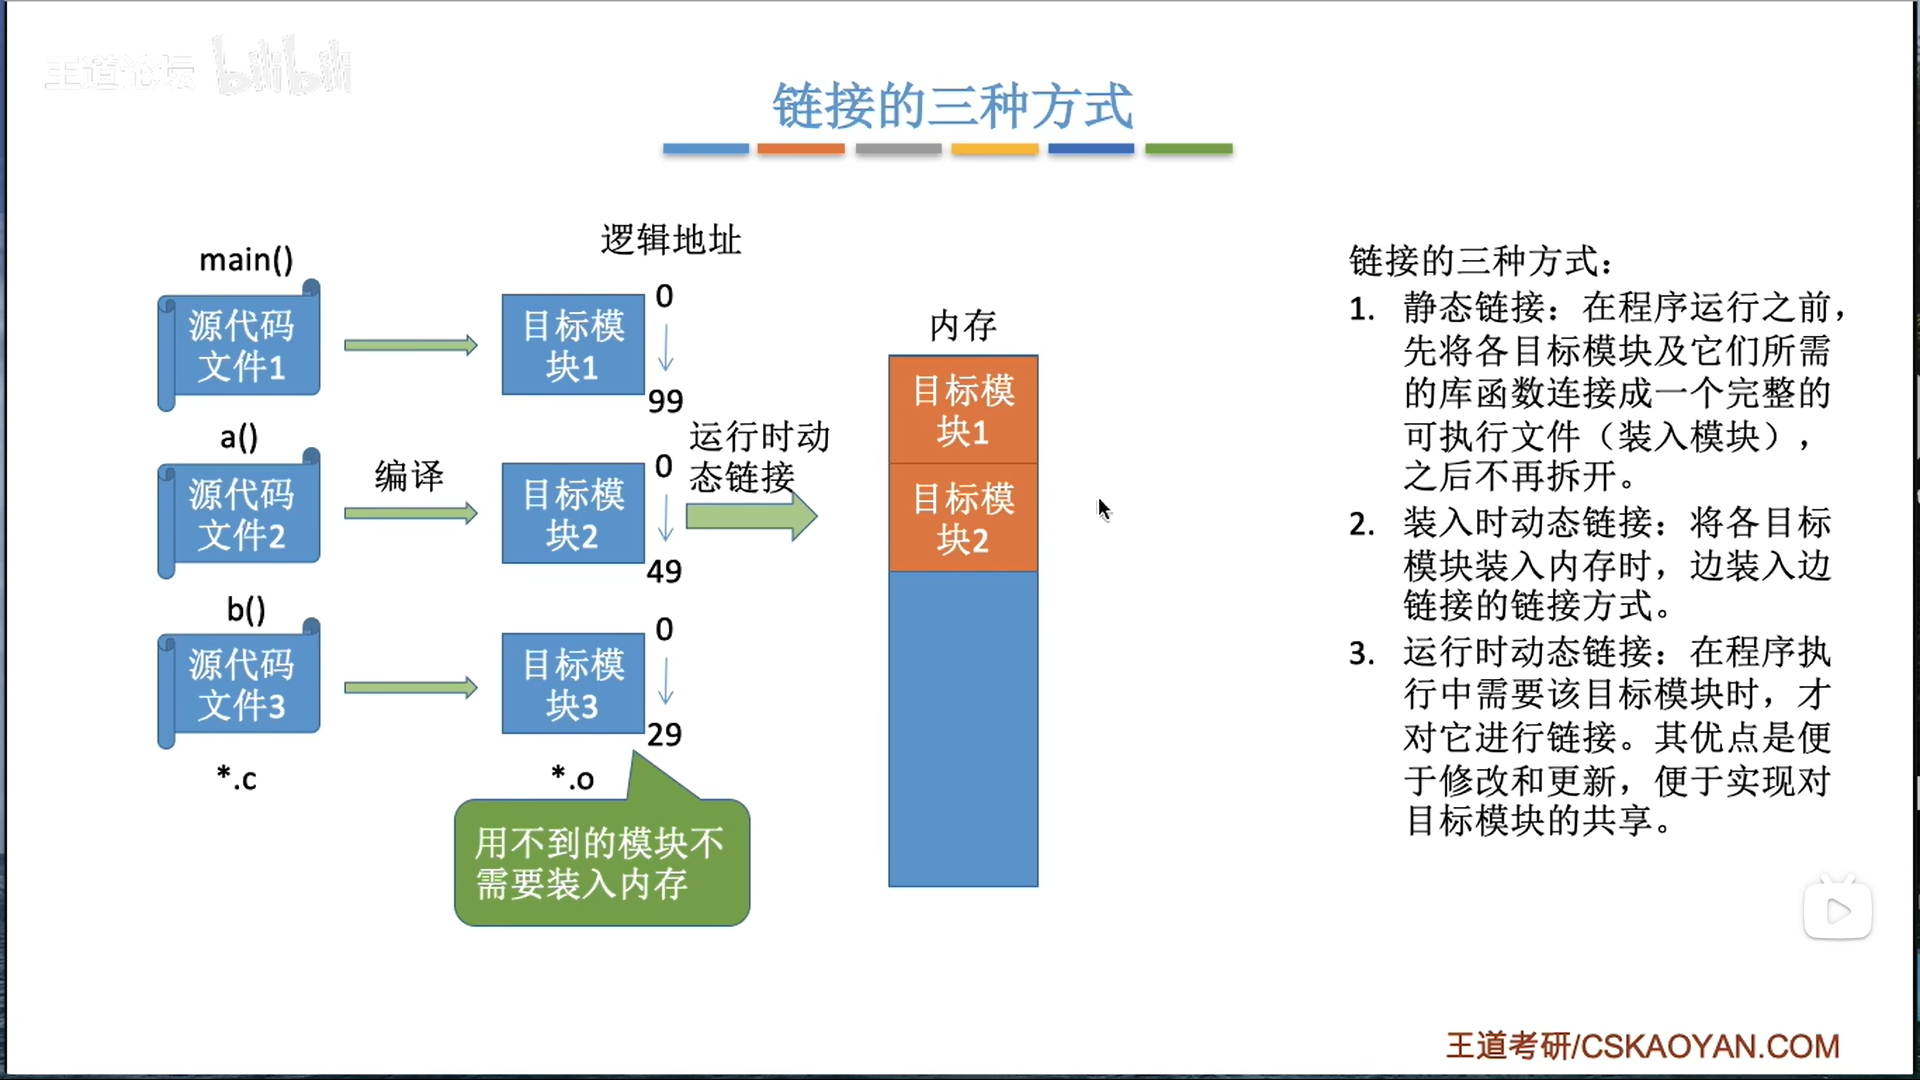 王道论坛 bilibili
链接的三种方式
逻辑地址
main()
源代码
文件1
目标模
块1
0
99
a()
源代码
文件2
编译
目标模
块2
0
49
运行时动
态链接
b()
源代码
文件3
目标模
块3
0
29
*.c
*.o
用不到的模块不
需要装入内存
内存
目标模
块1
目标模
块2
链接的三种方式：
1. 静态链接：在程序运行之前，
先将各目标模块及它们所需
的库函数连接成一个完整的
可执行文件（装入模块），
之后不再拆开。
2. 装入时动态链接：将各目标
模块装入内存时，边装入边
链接的链接方式。
3. 运行时动态链接：在程序执
行中需要该目标模块时，才
对它进行链接。其优点是便
于修改和更新，便于实现对
目标模块的共享。
王道考研/CSKAOYAN.COM